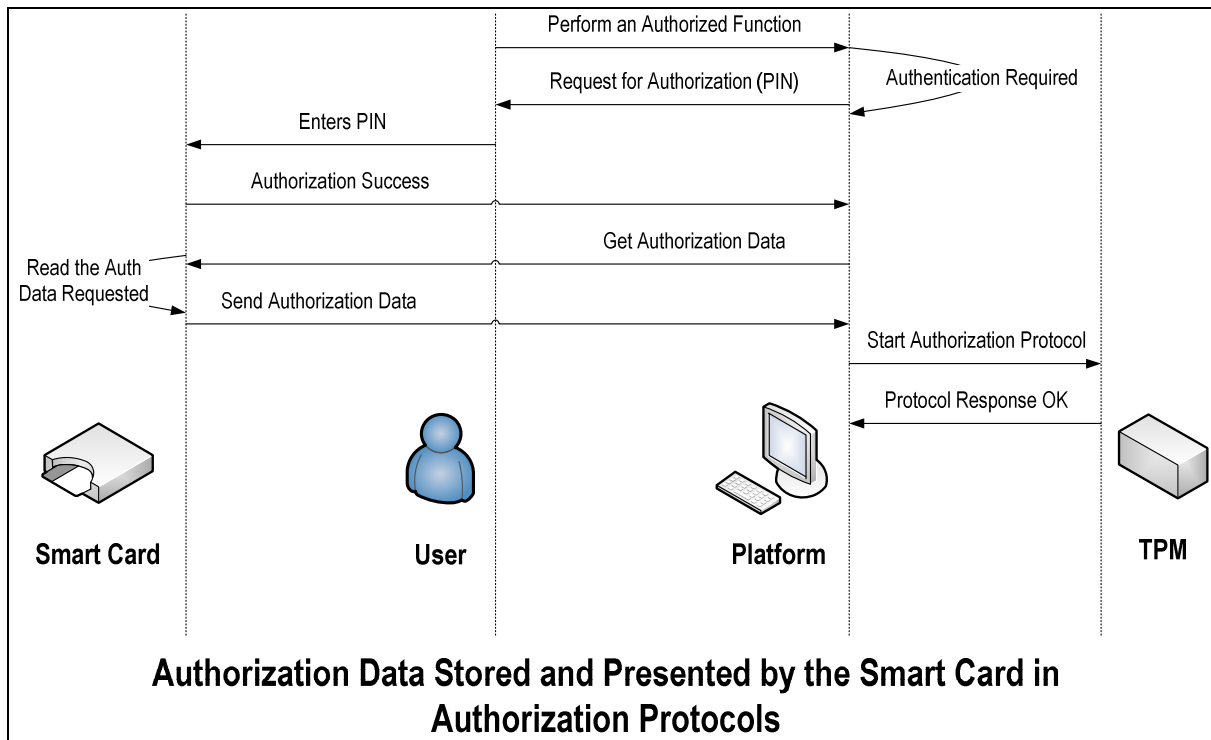 Perform an Authorized Function
Authentication Required
Request for Authorization (PIN)
Enters PIN
Authorization Success
Get Authorization Data
Read the Auth
Data Requested
Send Authorization Data
Start Authorization Protocol
Protocol Response OK
Smart Card
User
Platform
TPM
Authorization Data Stored and Presented by the Smart Card in
Authorization Protocols